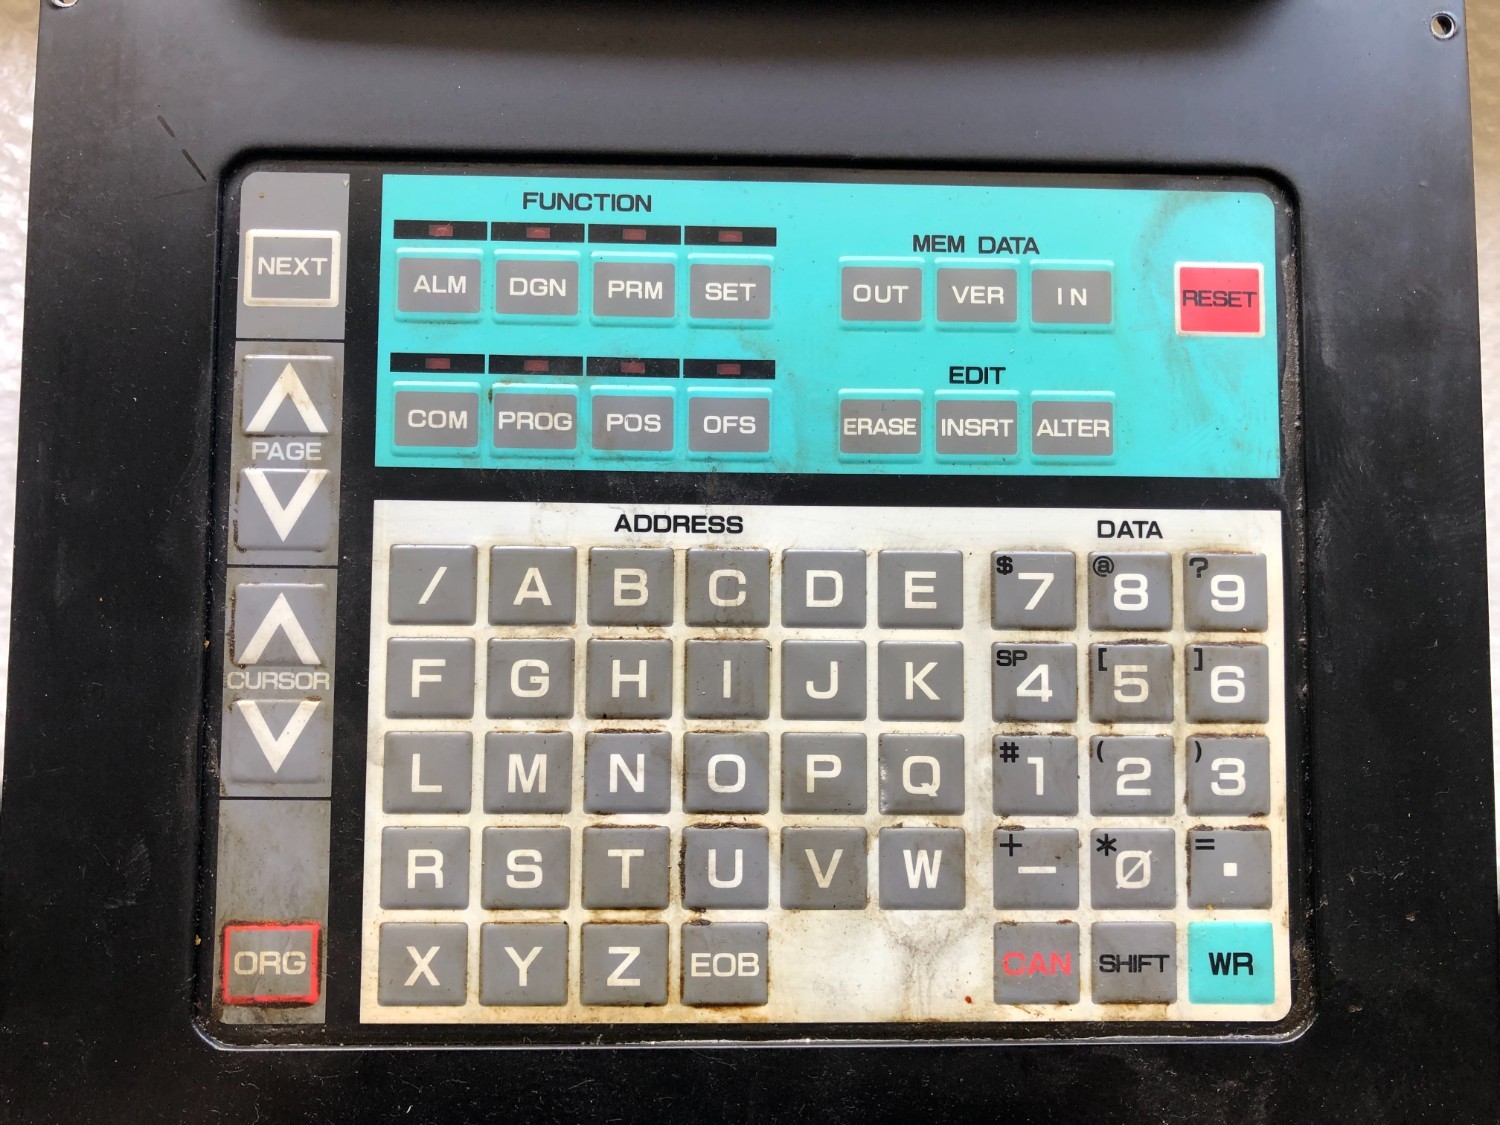 FUNCTION
MEM DATA
NEXT
ALM DGN PRM SET
OUT VER IN
RESET
EDIT
COM PROG POS OFS
ERASE INSRT ALTER
PAGE
ADDRESS
DATA
/ A B C D E
$ 7 @ 8 ? 9
F G H I J K
SP 4 [ 5 ] 6
CURSOR
L M N O P Q
# 1 ( 2 ) 3
R S T U V W
+ - * Ø = .
ORG
X Y Z EOB
CAN SHIFT WR